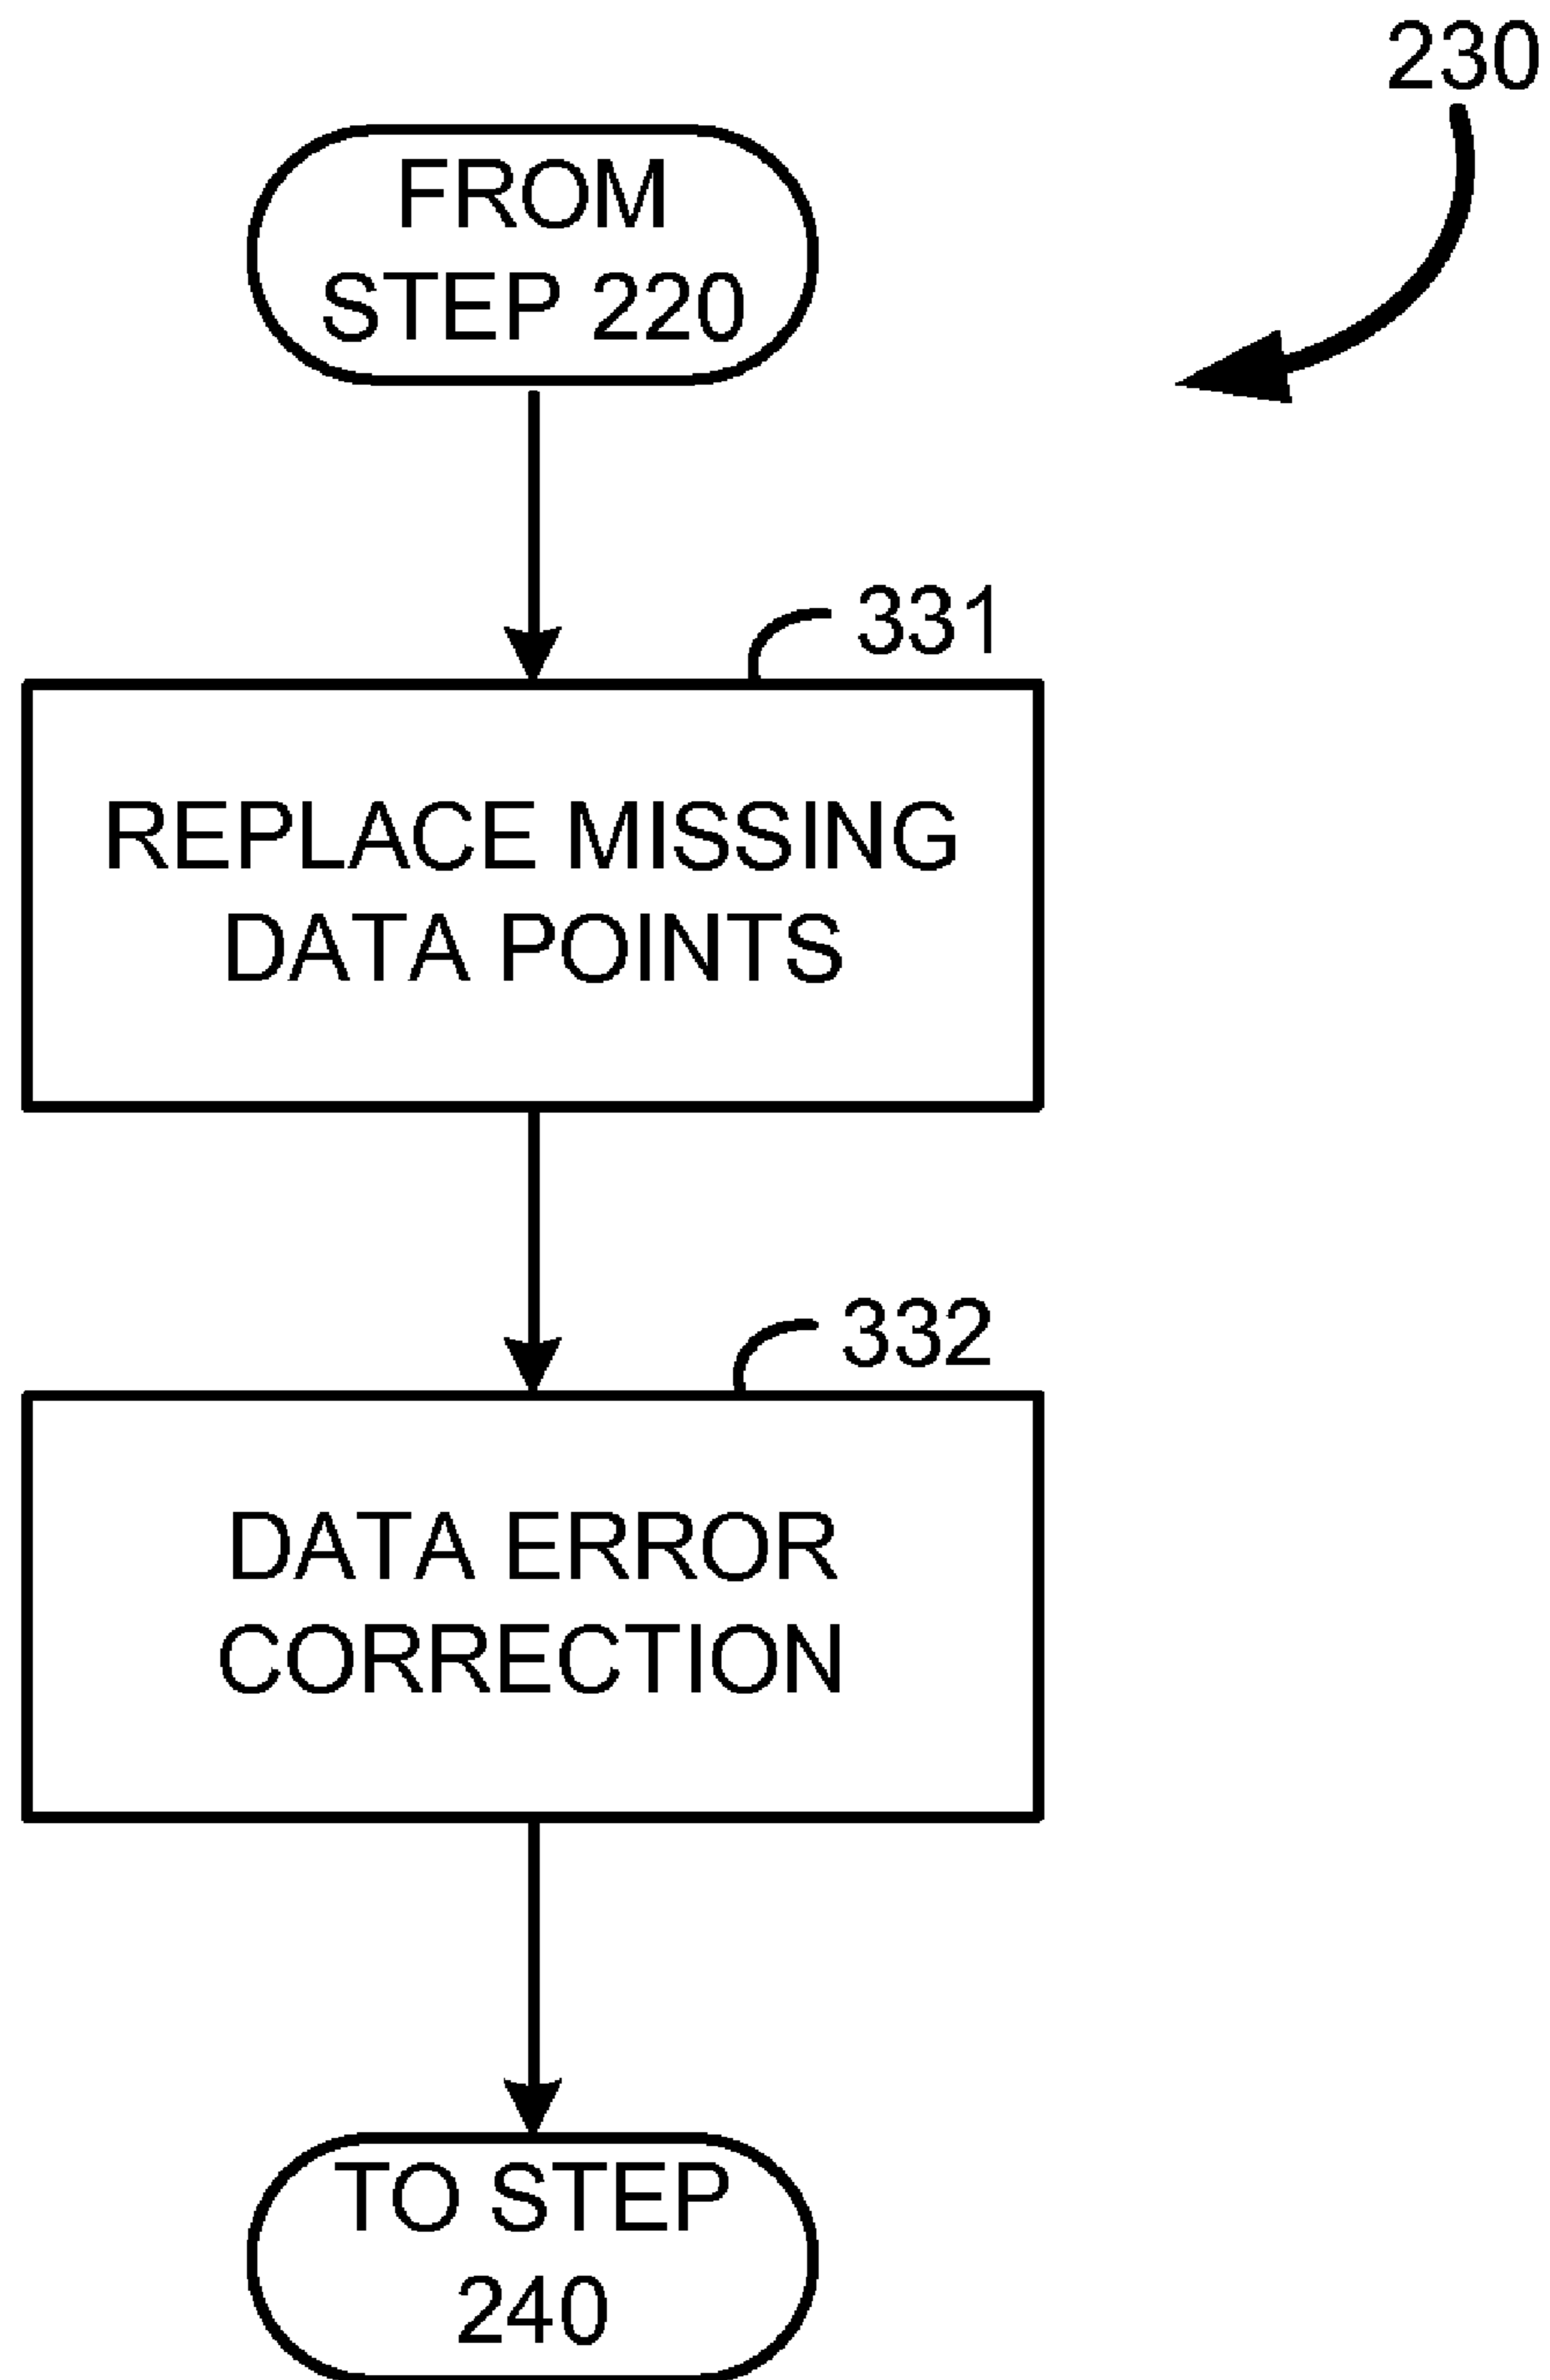 230
FROM
STEP 220
331
REPLACE MISSING
DATA POINTS
332
DATA ERROR
CORRECTION
TO STEP
240